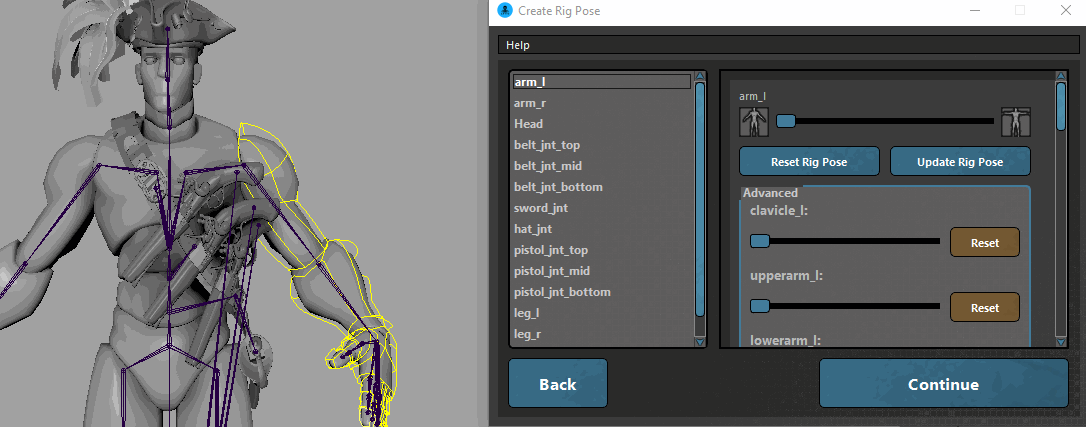 Create Rig Pose
Help
arm_l
arm_r
Head
belt_jnt_top
belt_jnt_mid
belt_jnt_bottom
sword_jnt
hat_jnt
pistol_jnt_top
pistol_jnt_mid
pistol_jnt_bottom
leg_l
leg_r
arm_l
Reset Rig Pose
Update Rig Pose
Advanced
clavicle_l:
Reset
upperarm_l:
Reset
lowerarm_l:
Back
Continue